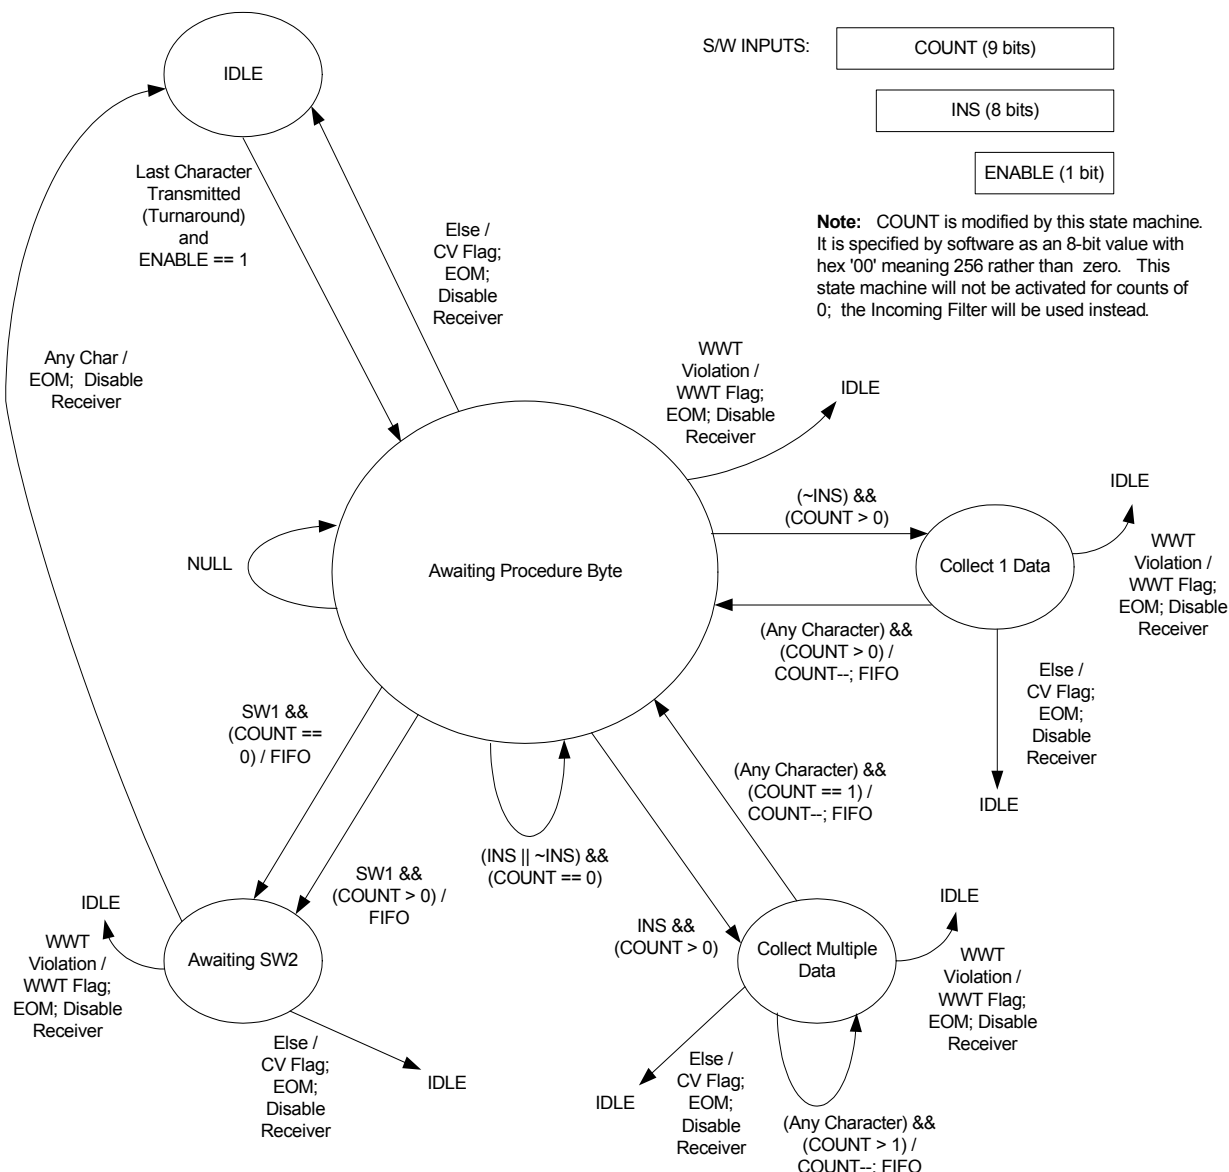 S/W INPUTS:
COUNT (9 bits)
INS (8 bits)
ENABLE (1 bit)
Note: COUNT is modified by this state machine.
It is specified by software as an 8-bit value with
hex '00' meaning 256 rather than zero. This
state machine will not be activated for counts of
0; the Incoming Filter will be used instead.
IDLE
Last Character
Transmitted
(Turnaround)
and
ENABLE == 1
Else /
CV Flag;
EOM;
Disable
Receiver
Any Char /
EOM; Disable
Receiver
WWT
Violation /
WWT Flag;
EOM; Disable
Receiver
IDLE
NULL
Awaiting Procedure Byte
(~INS) &&
(COUNT > 0)
Collect 1 Data
IDLE
WWT
Violation /
WWT Flag;
EOM; Disable
Receiver
(Any Character) &&
(COUNT > 0) /
COUNT--; FIFO
Else /
CV Flag;
EOM;
Disable
Receiver
IDLE
SW1 &&
(COUNT ==
0) / FIFO
SW1 &&
(COUNT > 0) /
FIFO
(INS || ~INS) &&
(COUNT == 0)
(Any Character) &&
(COUNT == 1) /
COUNT--; FIFO
INS &&
(COUNT > 0)
IDLE
WWT
Violation /
WWT Flag;
EOM; Disable
Receiver
Awaiting SW2
Else /
CV Flag;
EOM;
Disable
Receiver
IDLE
Collect Multiple
Data
IDLE
WWT
Violation /
WWT Flag;
EOM; Disable
Receiver
Else /
CV Flag;
EOM;
Disable
Receiver
IDLE
(Any Character) &&
(COUNT > 1) /
COUNT--; FIFO